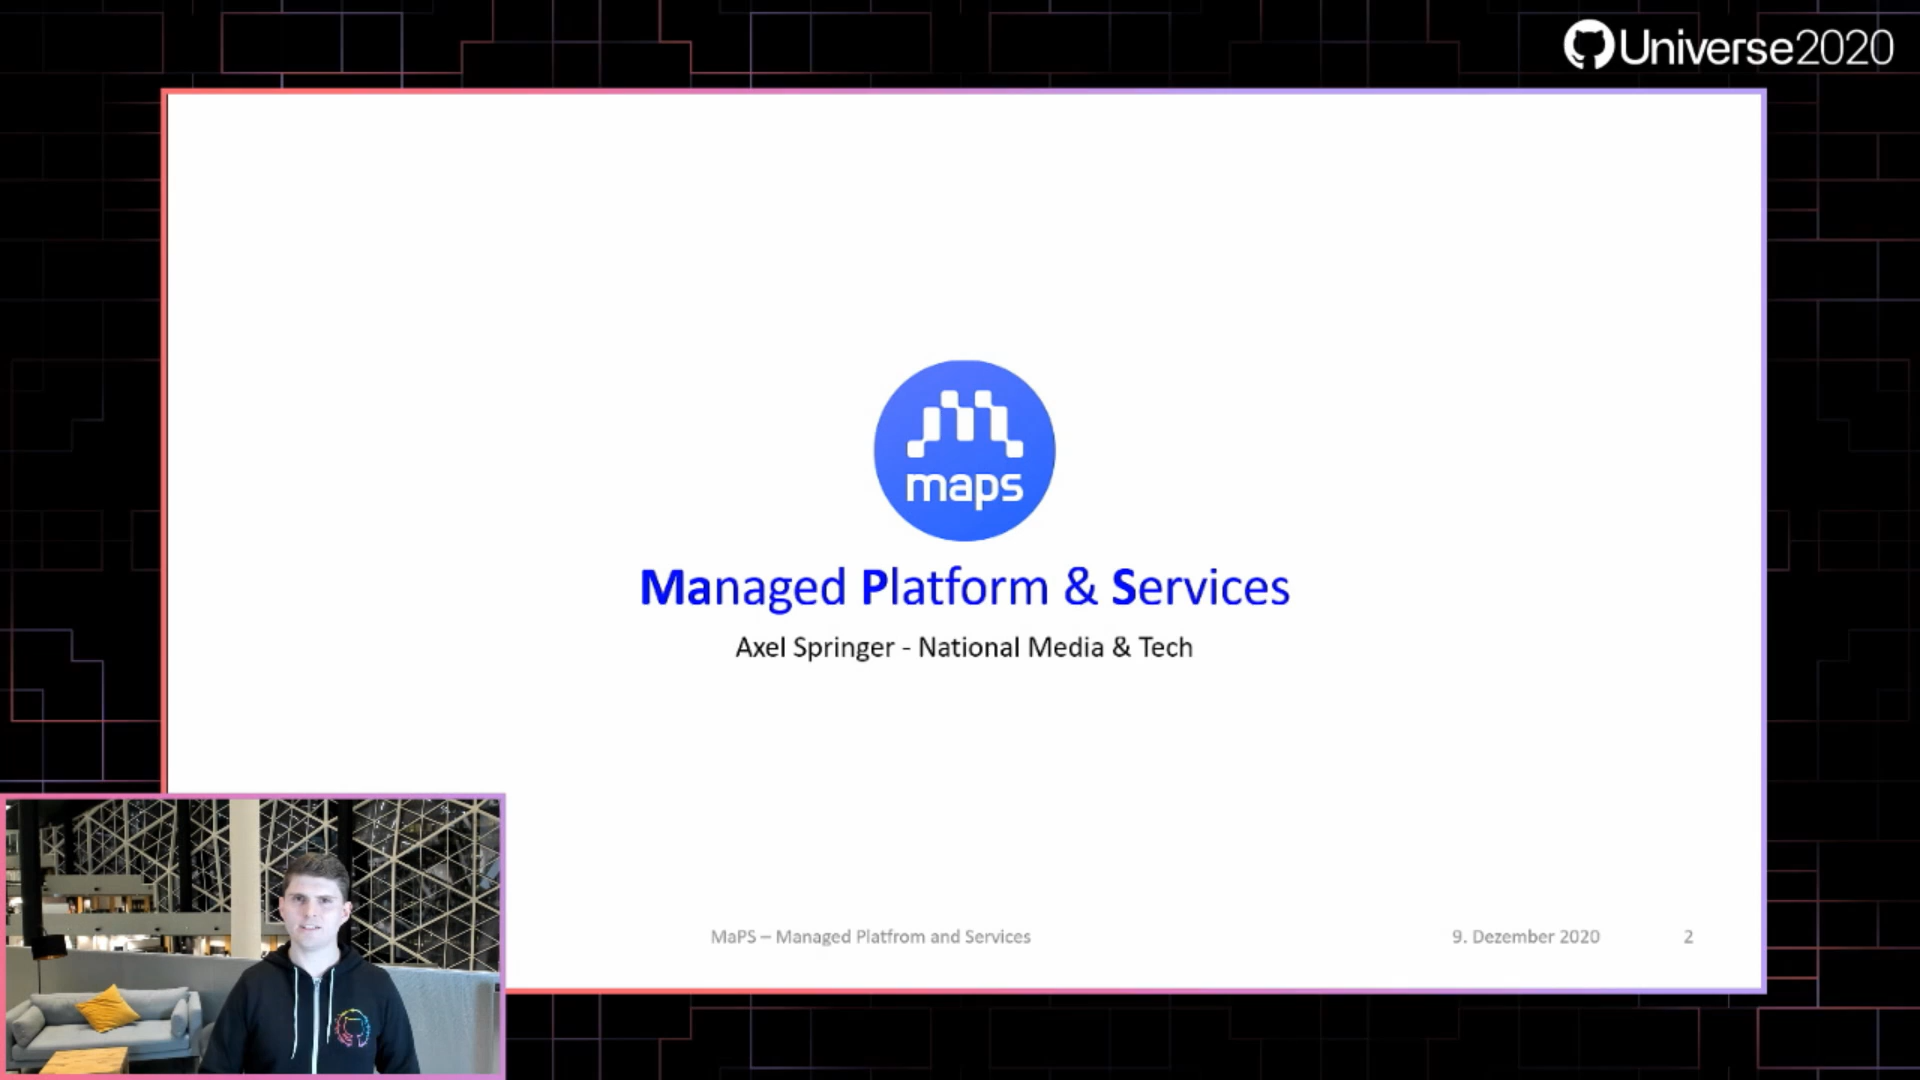 Universe2020
maps
Managed Platform & Services
Axel Springer - National Media & Tech
MaPS – Managed Platfrom and Services
9. Dezember 2020
2